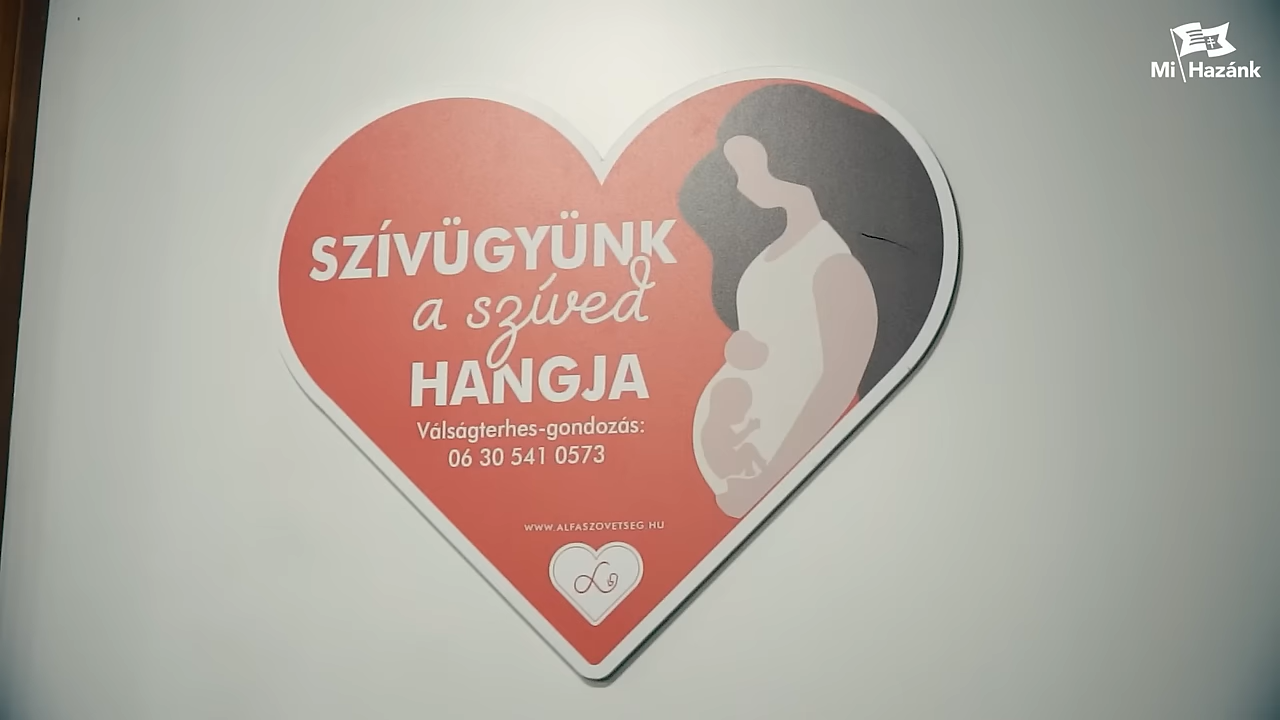 Mi Hazánk
SZÍVÜGYÜNK
a szíved
HANGJA
Válságterhes-gondozás:
06 30 541 0573
WWW.ALFASZOVETSEG.HU